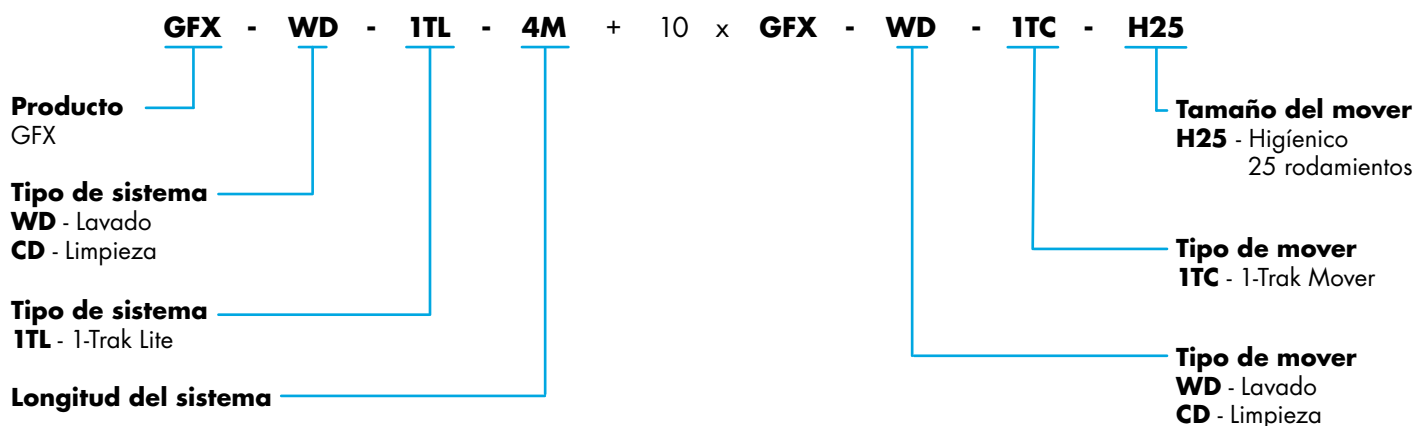 GFX - WD - 1TL - 4M + 10 x GFX - WD - 1TC - H25
Producto
GFX
Tipo de sistema
WD - Lavado
CD - Limpieza
Tipo de sistema
1TL - 1-Trak Lite
Longitud del sistema
Tamaño del mover
H25 - Higíenico
25 rodamientos
Tipo de mover
1TC - 1-Trak Mover
Tipo de mover
WD - Lavado
CD - Limpieza